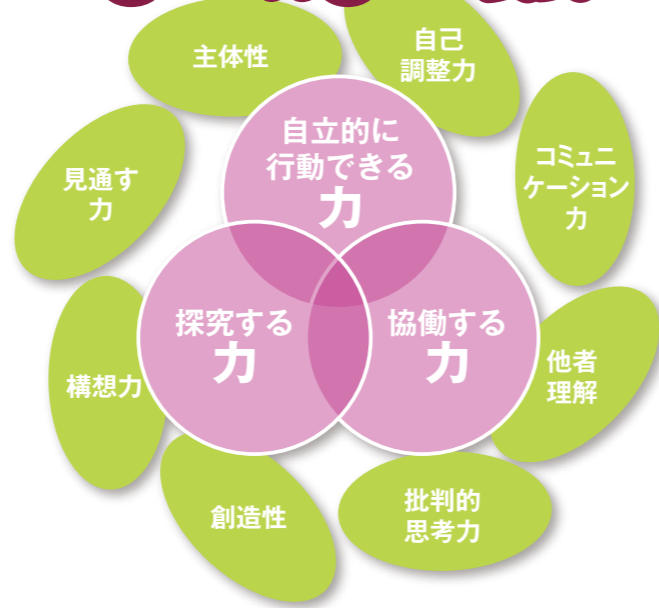 主体性
自己
調整力
自立的に
行動できる
力
コミュニ
ケーション
力
見通す
力
探究する
力
協働する
力
構想力
他者
理解
創造性
批判的
思考力